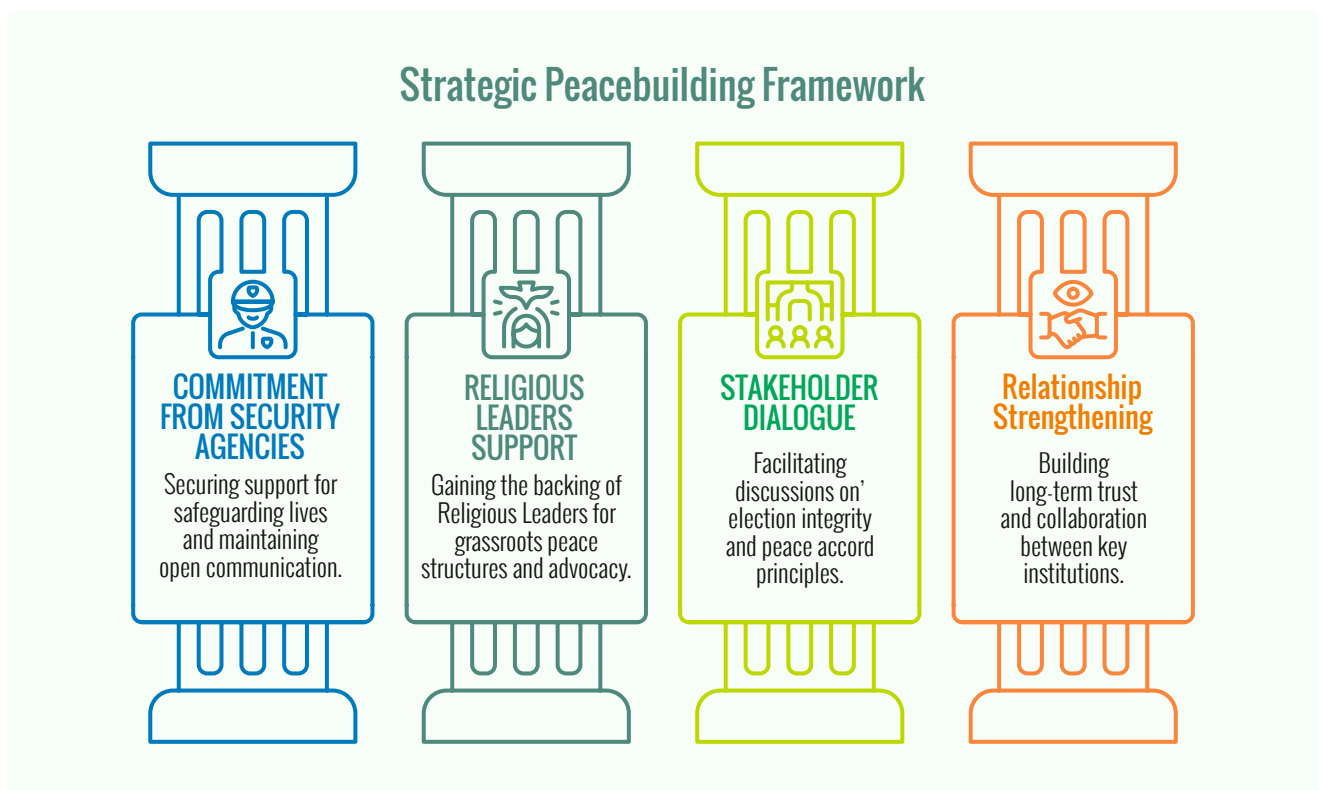 Strategic Peacebuilding Framework
COMMITMENT
FROM SECURITY
AGENCIES
Securing support for
safeguarding lives
and maintaining
open communication.
RELIGIOUS
LEADERS
SUPPORT
Gaining the backing of
Religious Leaders for
grassroots peace
structures and advocacy.
STAKEHOLDER
DIALOGUE
Facilitating
discussions on’
election integrity
and peace accord
principles.
Relationship
Strengthening
Building
long-term trust
and collaboration
between key
institutions.